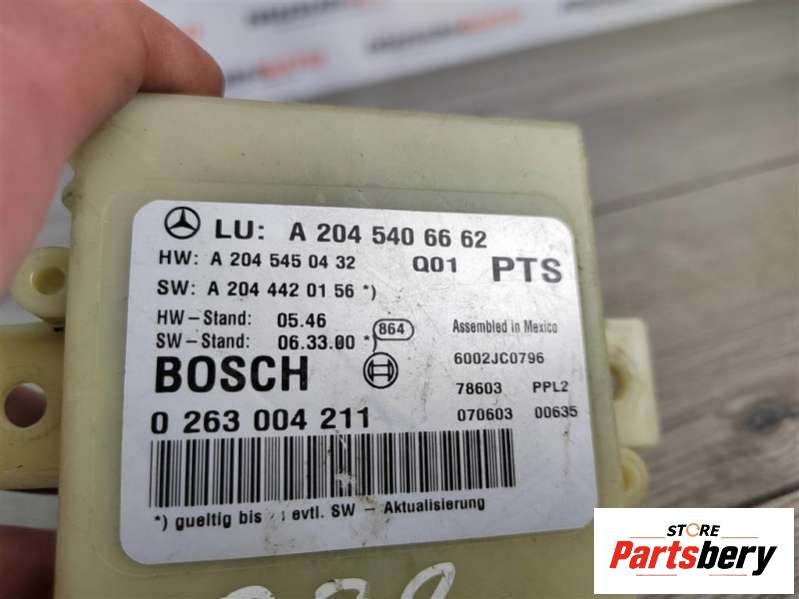 LU: A 204 540 66 62
HW: A 204 545 04 32 Q01 PTS
SW: A 204 442 01 56 *)
HW-Stand: 05.46
SW-Stand: 06.33.00 *)
864
Assembled in Mexico
6002JC0796
BOSCH
78603 PPL2
0 263 004 211
070603 00635
*) gueltig bis evtl. SW - Aktualisierung
STORE
Partsbery